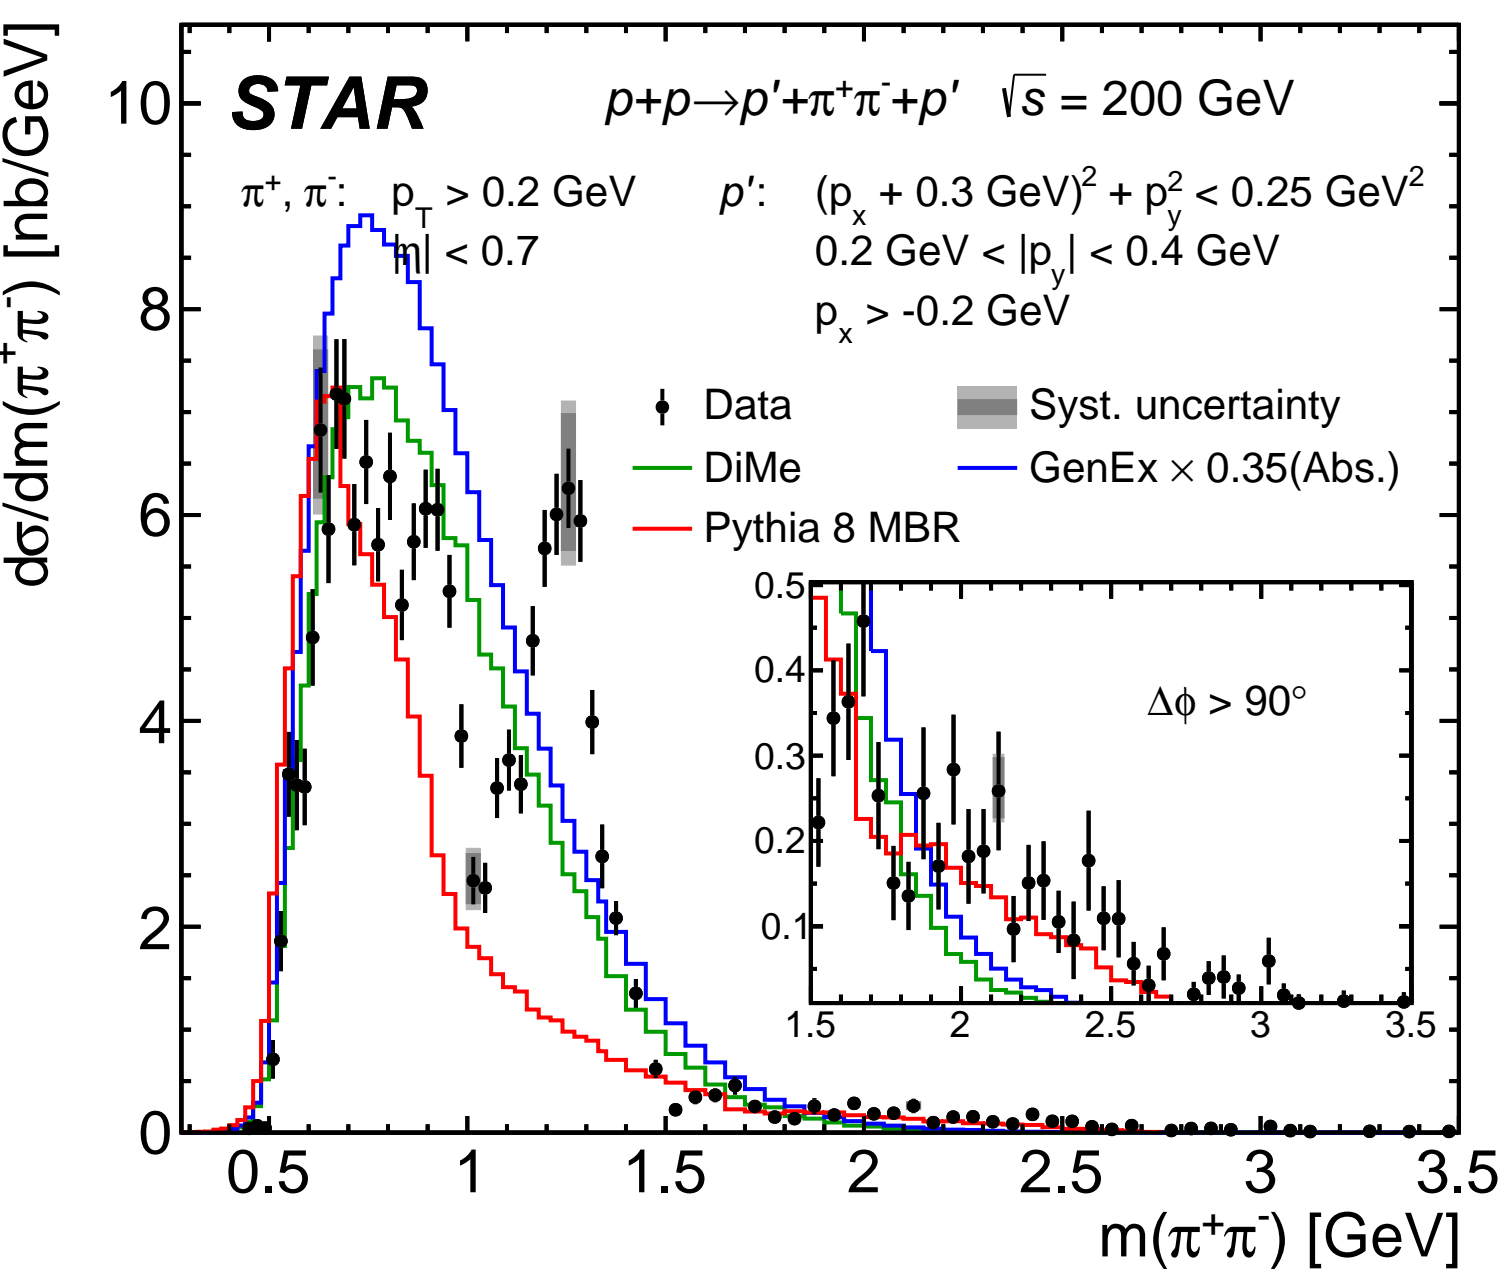 STAR p+p→p′+π⁺π⁻+p′ √s = 200 GeV
π⁺, π⁻: p_T > 0.2 GeV p′: (p_x + 0.3 GeV)² + p_y² < 0.25 GeV²
|η| < 0.7 0.2 GeV < |p_y| < 0.4 GeV
p_x > -0.2 GeV
Data Syst. uncertainty
DiMe GenEx × 0.35(Abs.)
Pythia 8 MBR
Δϕ > 90°
0.5
0.4
0.3
0.2
0.1
1.5 2 2.5 3 3.5
dσ/dm(π⁺π⁻) [nb/GeV]
10
8
6
4
2
0
0.5 1 1.5 2 2.5 3 3.5
m(π⁺π⁻) [GeV]